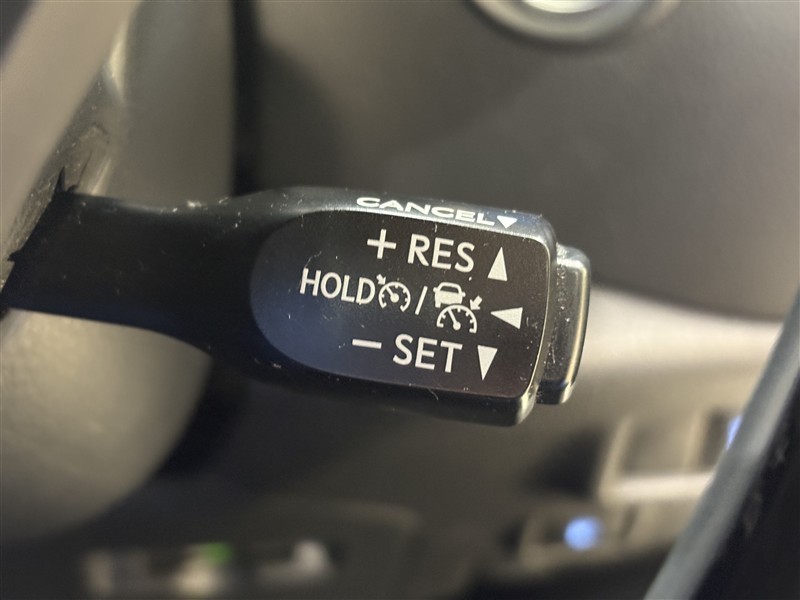 CANCEL
+ RES
HOLD /
− SET